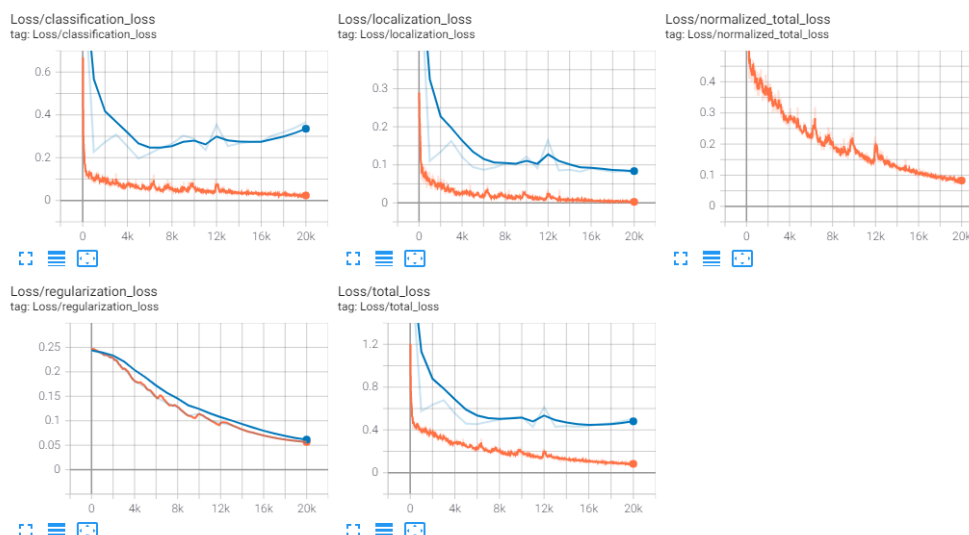 Loss/classification_loss
tag: Loss/classification_loss
0.6
0.4
0.2
0
0 4k 8k 12k 16k 20k
Loss/localization_loss
tag: Loss/localization_loss
0.3
0.2
0.1
0
0 4k 8k 12k 16k 20k
Loss/normalized_total_loss
tag: Loss/normalized_total_loss
0.4
0.3
0.2
0.1
0
0 4k 8k 12k 16k 20k
Loss/regularization_loss
tag: Loss/regularization_loss
0.25
0.2
0.15
0.1
0.05
0
0 4k 8k 12k 16k 20k
Loss/total_loss
tag: Loss/total_loss
1.2
0.8
0.4
0
0 4k 8k 12k 16k 20k